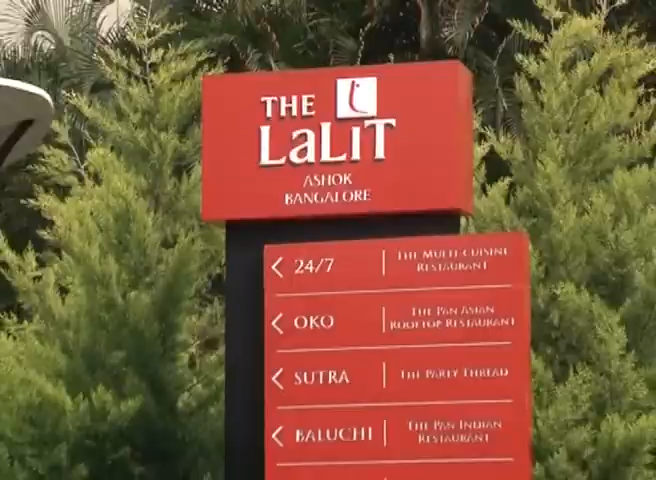 THE
LaLiT
ASHOK
BANGALORE
24/7
THE MULTI-CUISINE
RESTAURANT
OKO
THE PAN ASIAN
ROOFTOP RESTAURANT
SUTRA
THE PARTY THREAD
BALUCHI
THE PAN INDIAN
RESTAURANT